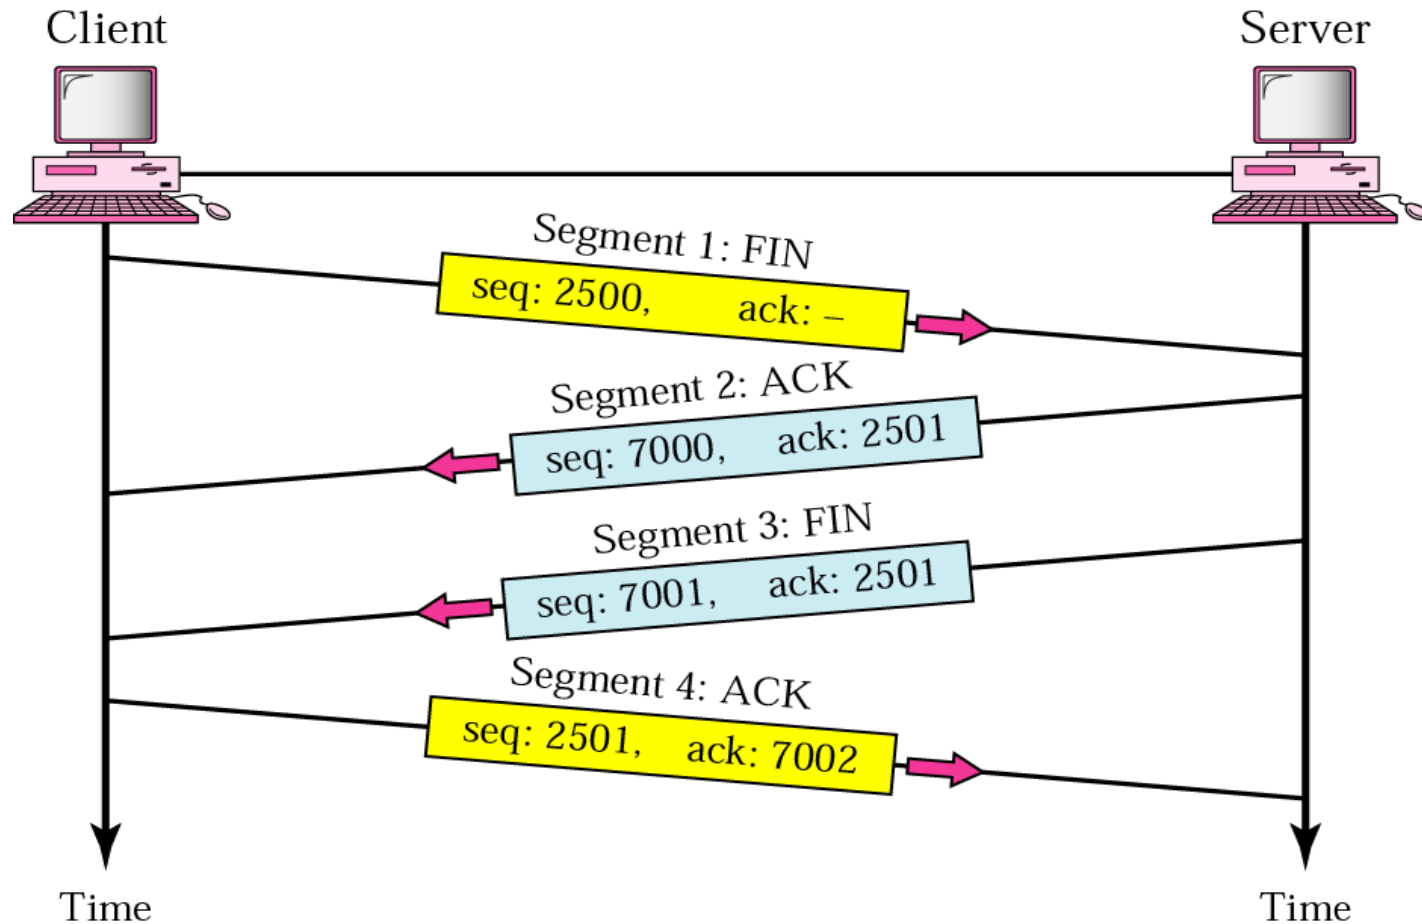 Client
Server
Segment 1: FIN
seq: 2500, ack: –
Segment 2: ACK
seq: 7000, ack: 2501
Segment 3: FIN
seq: 7001, ack: 2501
Segment 4: ACK
seq: 2501, ack: 7002
Time
Time